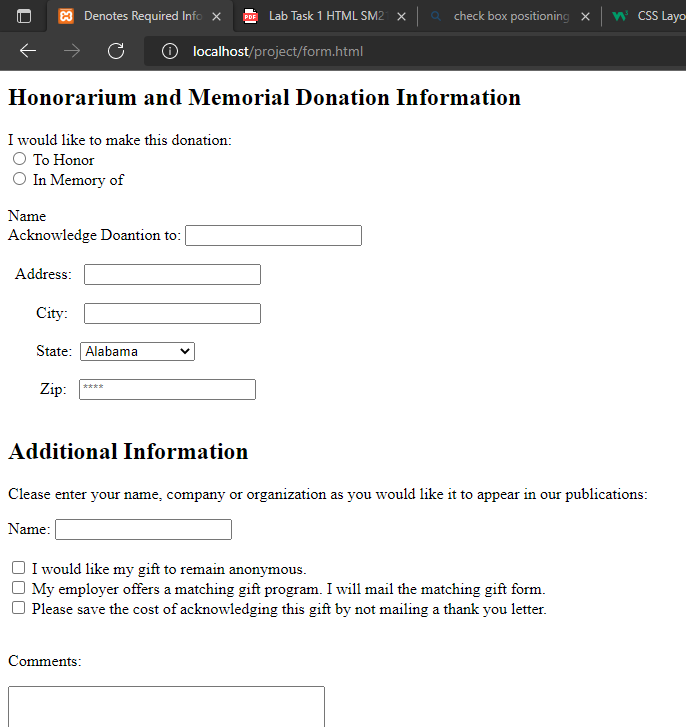 Denotes Required Info
Lab Task 1 HTML SM2
check box positioning
CSS Layo
localhost/project/form.html
Honorarium and Memorial Donation Information
I would like to make this donation:
To Honor
In Memory of
Name
Acknowledge Doantion to:
Address:
City:
State: Alabama
Zip: ****
Additional Information
Clease enter your name, company or organization as you would like it to appear in our publications:
Name:
I would like my gift to remain anonymous.
My employer offers a matching gift program. I will mail the matching gift form.
Please save the cost of acknowledging this gift by not mailing a thank you letter.
Comments: